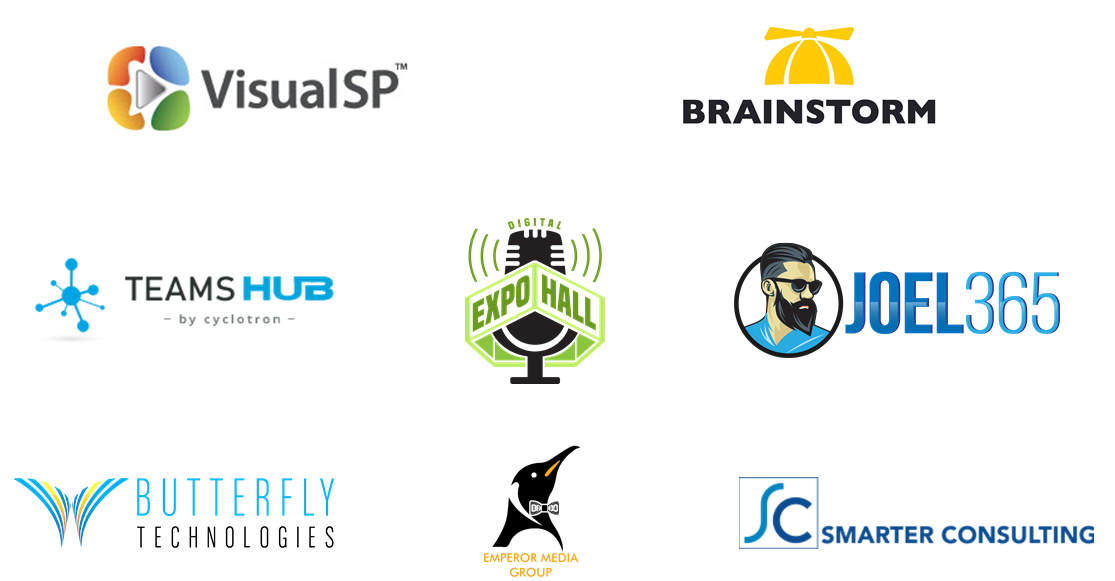 VisualSP™
BRAINSTORM
TEAMS HUB
– by cyclotron –
DIGITAL
EXPO HALL
JOEL365
BUTTERFLY
TECHNOLOGIES
EMPEROR MEDIA
GROUP
SC
SMARTER CONSULTING